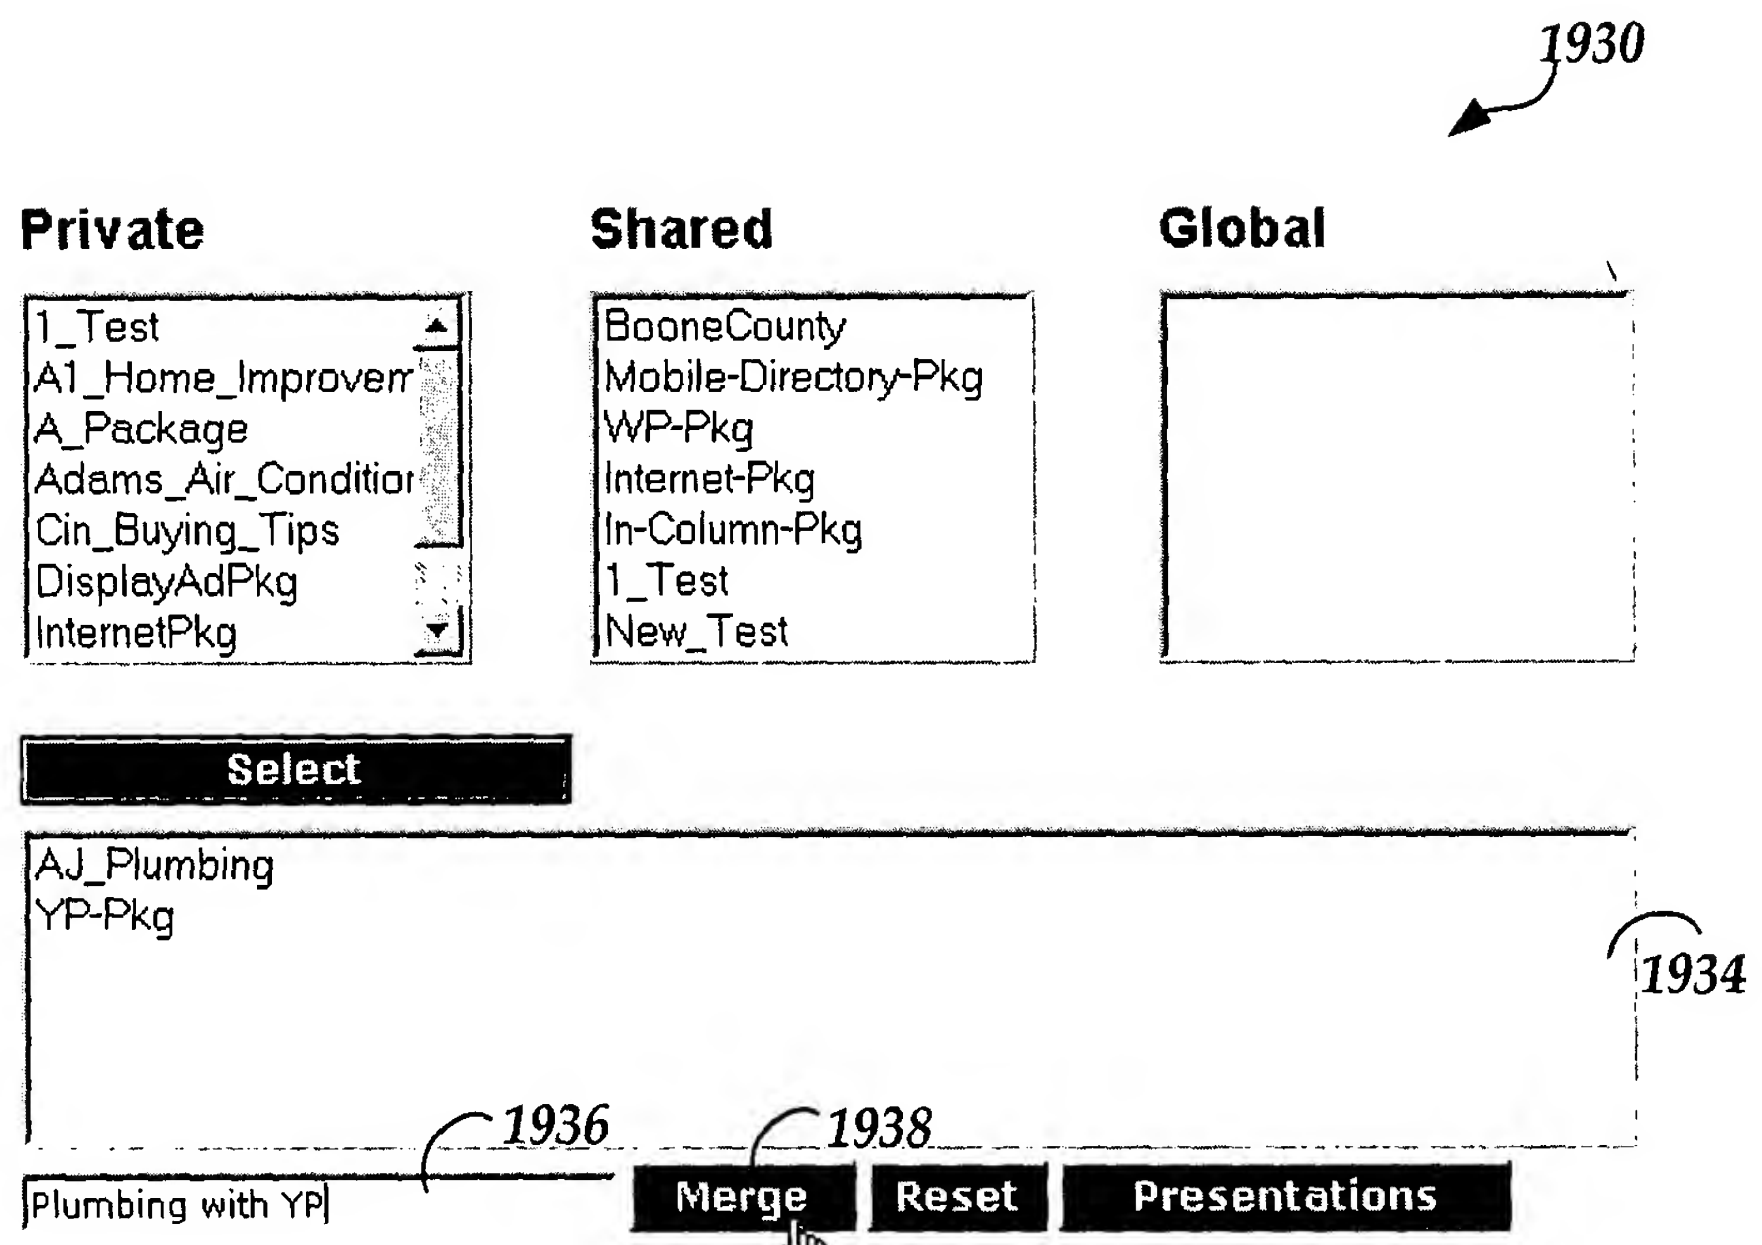 1930
Private Shared Global
1_Test
A1_Home_Improvem
A_Package
Adams_Air_Condition
Cin_Buying_Tips
DisplayAdPkg
InternetPkg
BooneCounty
Mobile-Directory-Pkg
WP-Pkg
Internet-Pkg
In-Column-Pkg
1_Test
New_Test
Select
AJ_Plumbing
YP-Pkg
1934
1936
1938
Plumbing with YP
Merge Reset Presentations